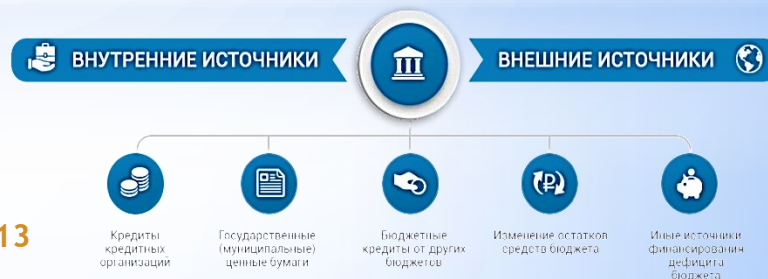 ВНУТРЕННИЕ ИСТОЧНИКИ
ВНЕШНИЕ ИСТОЧНИКИ
13
Кредиты
кредитных
организаций
Государственные
(муниципальные)
ценные бумаги
Бюджетные
кредиты от других
бюджетов
Изменение остатков
средств бюджета
Иные источники
финансирования
дефицита
бюджета